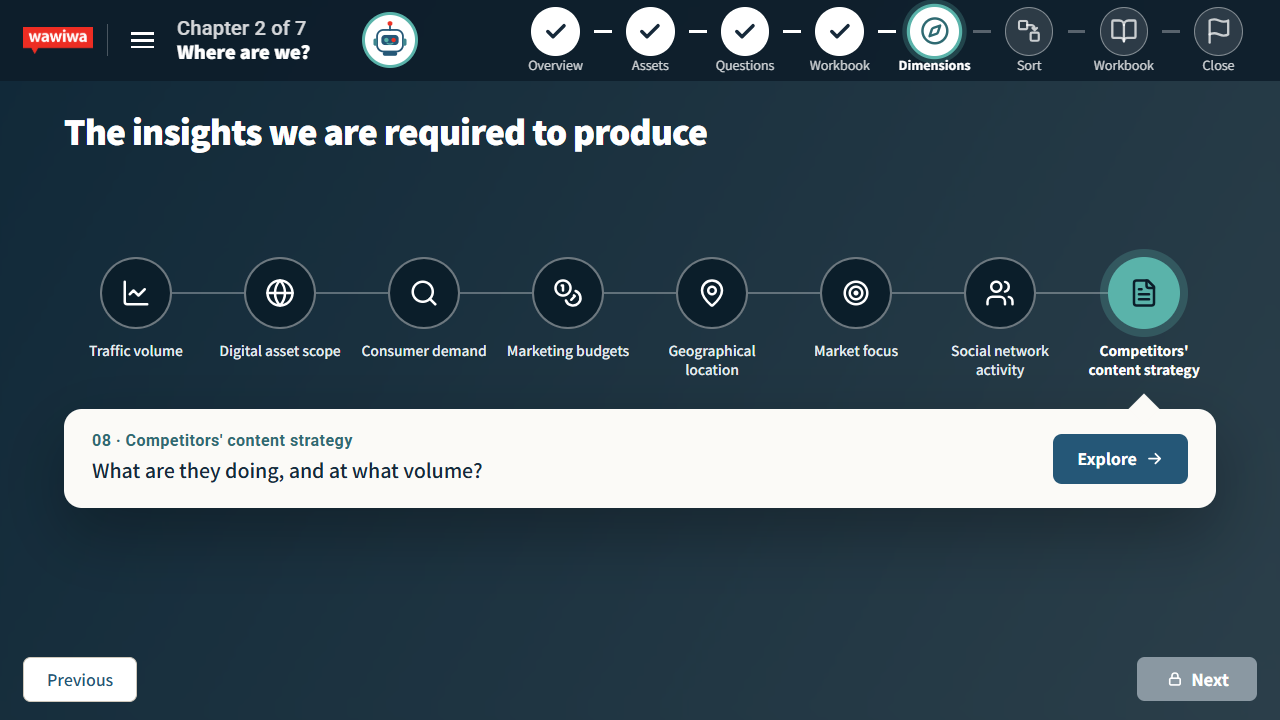 wawiwa
Chapter 2 of 7
Where are we?
Overview
Assets
Questions
Workbook
Dimensions
Sort
Workbook
Close
The insights we are required to produce
Traffic volume
Digital asset scope
Consumer demand
Marketing budgets
Geographical
location
Market focus
Social network
activity
Competitors'
content strategy
08 · Competitors' content strategy
What are they doing, and at what volume?
Explore
Previous
Next